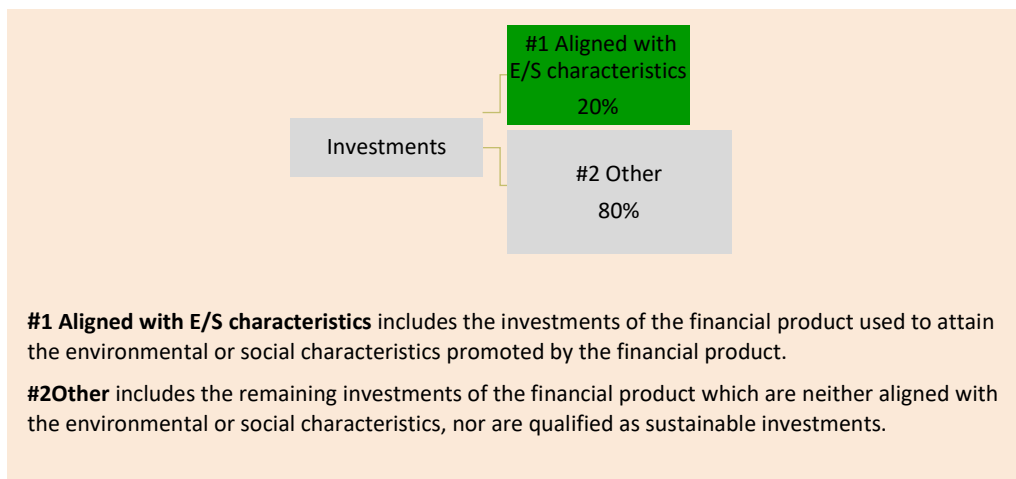 #1 Aligned with
E/S characteristics
20%
Investments
#2 Other
80%
#1 Aligned with E/S characteristics includes the investments of the financial product used to attain
the environmental or social characteristics promoted by the financial product.
#2Other includes the remaining investments of the financial product which are neither aligned with
the environmental or social characteristics, nor are qualified as sustainable investments.